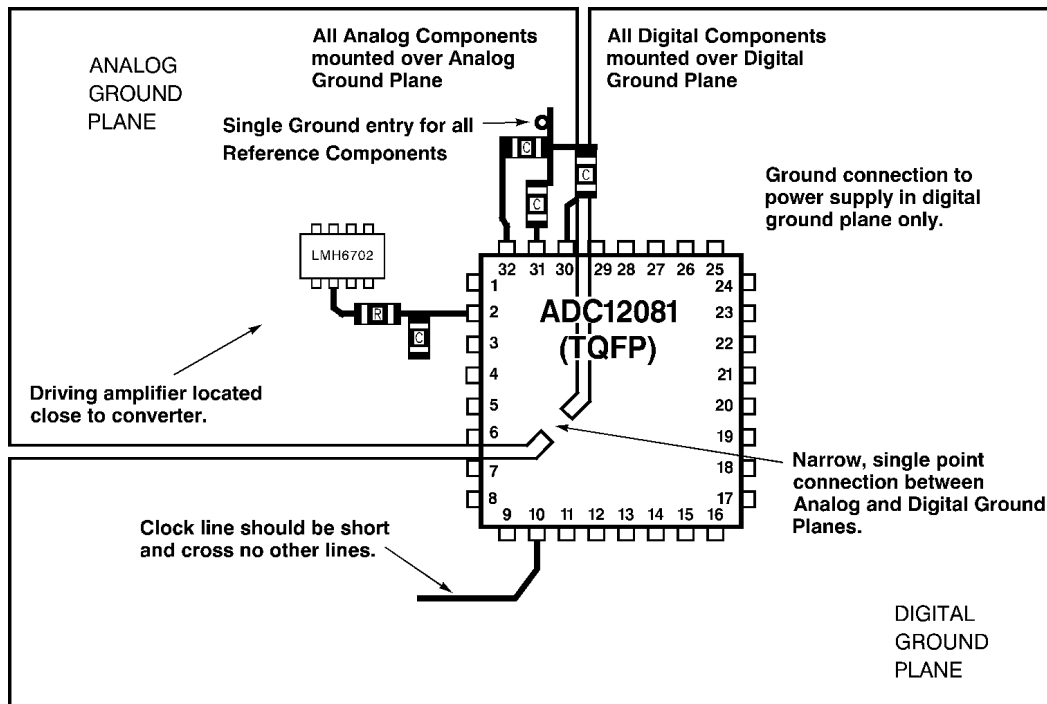 ANALOG
GROUND
PLANE
All Analog Components
mounted over Analog
Ground Plane
All Digital Components
mounted over Digital
Ground Plane
Single Ground entry for all
Reference Components
Ground connection to
power supply in digital
ground plane only.
C
C
C
LMH6702
R
C
32 31 30 29 28 27 26 25
1
2
3
4
5
6
7
8
24
23
22
21
20
19
18
17
ADC12081
(TQFP)
9 10 11 12 13 14 15 16
Driving amplifier located
close to converter.
Narrow, single point
connection between
Analog and Digital Ground
Planes.
Clock line should be short
and cross no other lines.
DIGITAL
GROUND
PLANE